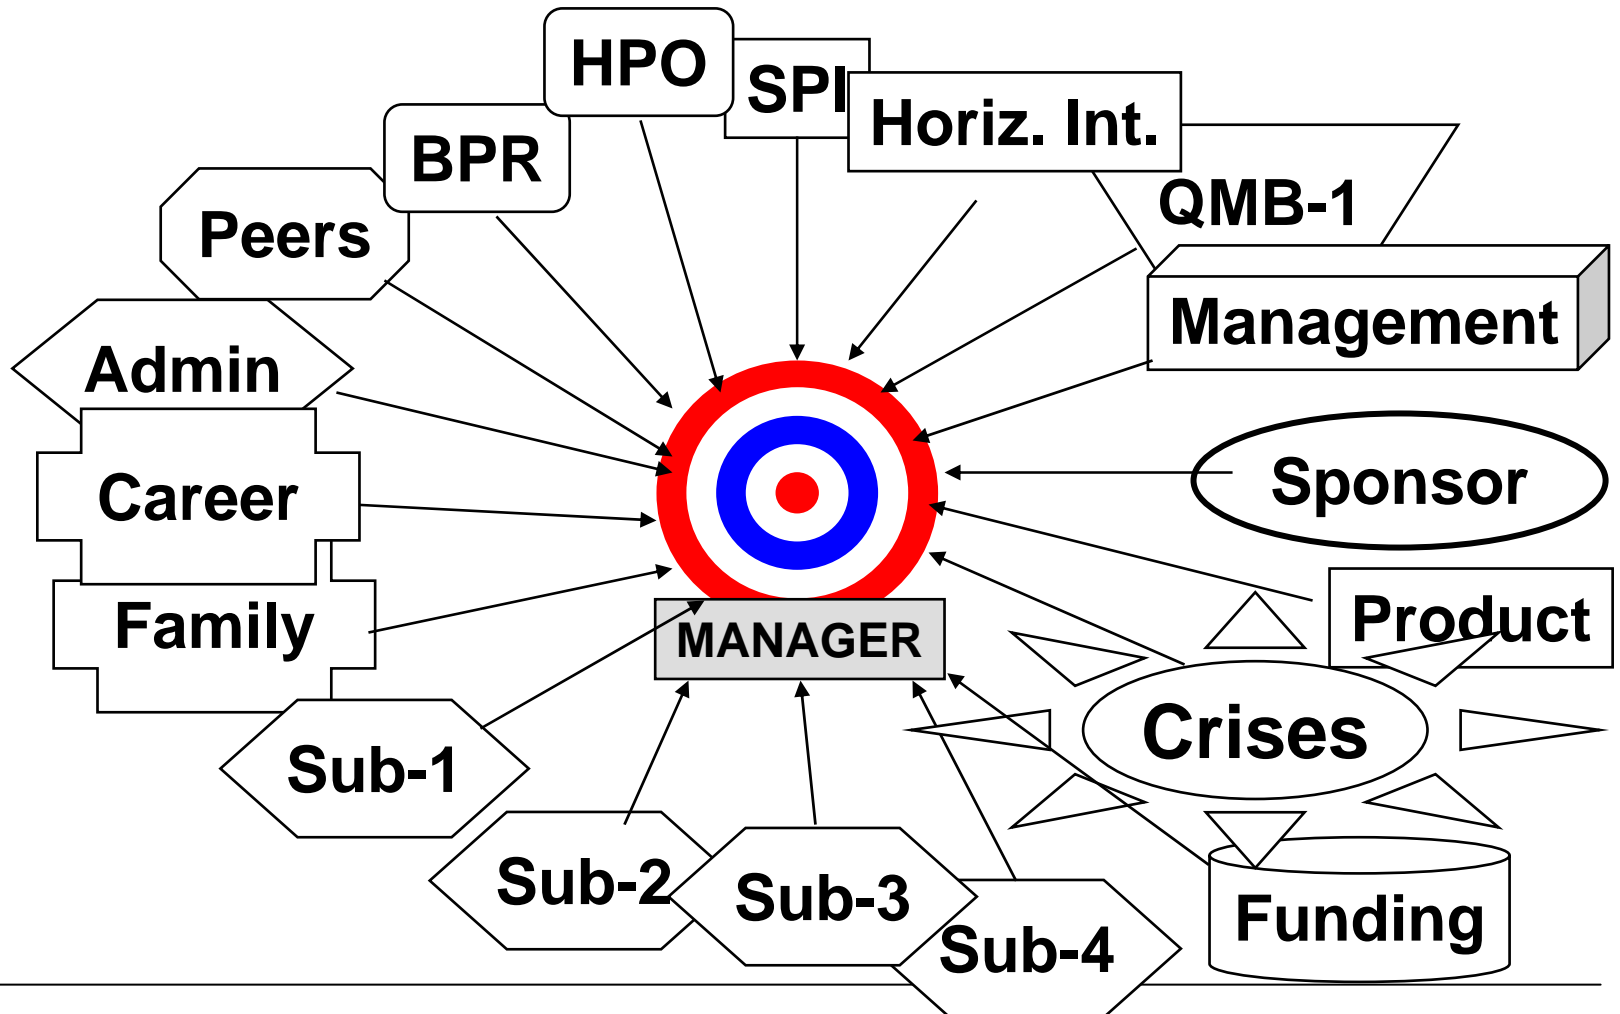 HPO
SPI
Horiz. Int.
BPR
QMB-1
Peers
Management
Admin
Sponsor
Career
Product
Family
MANAGER
Crises
Sub-1
Sub-2
Sub-3
Funding
Sub-4